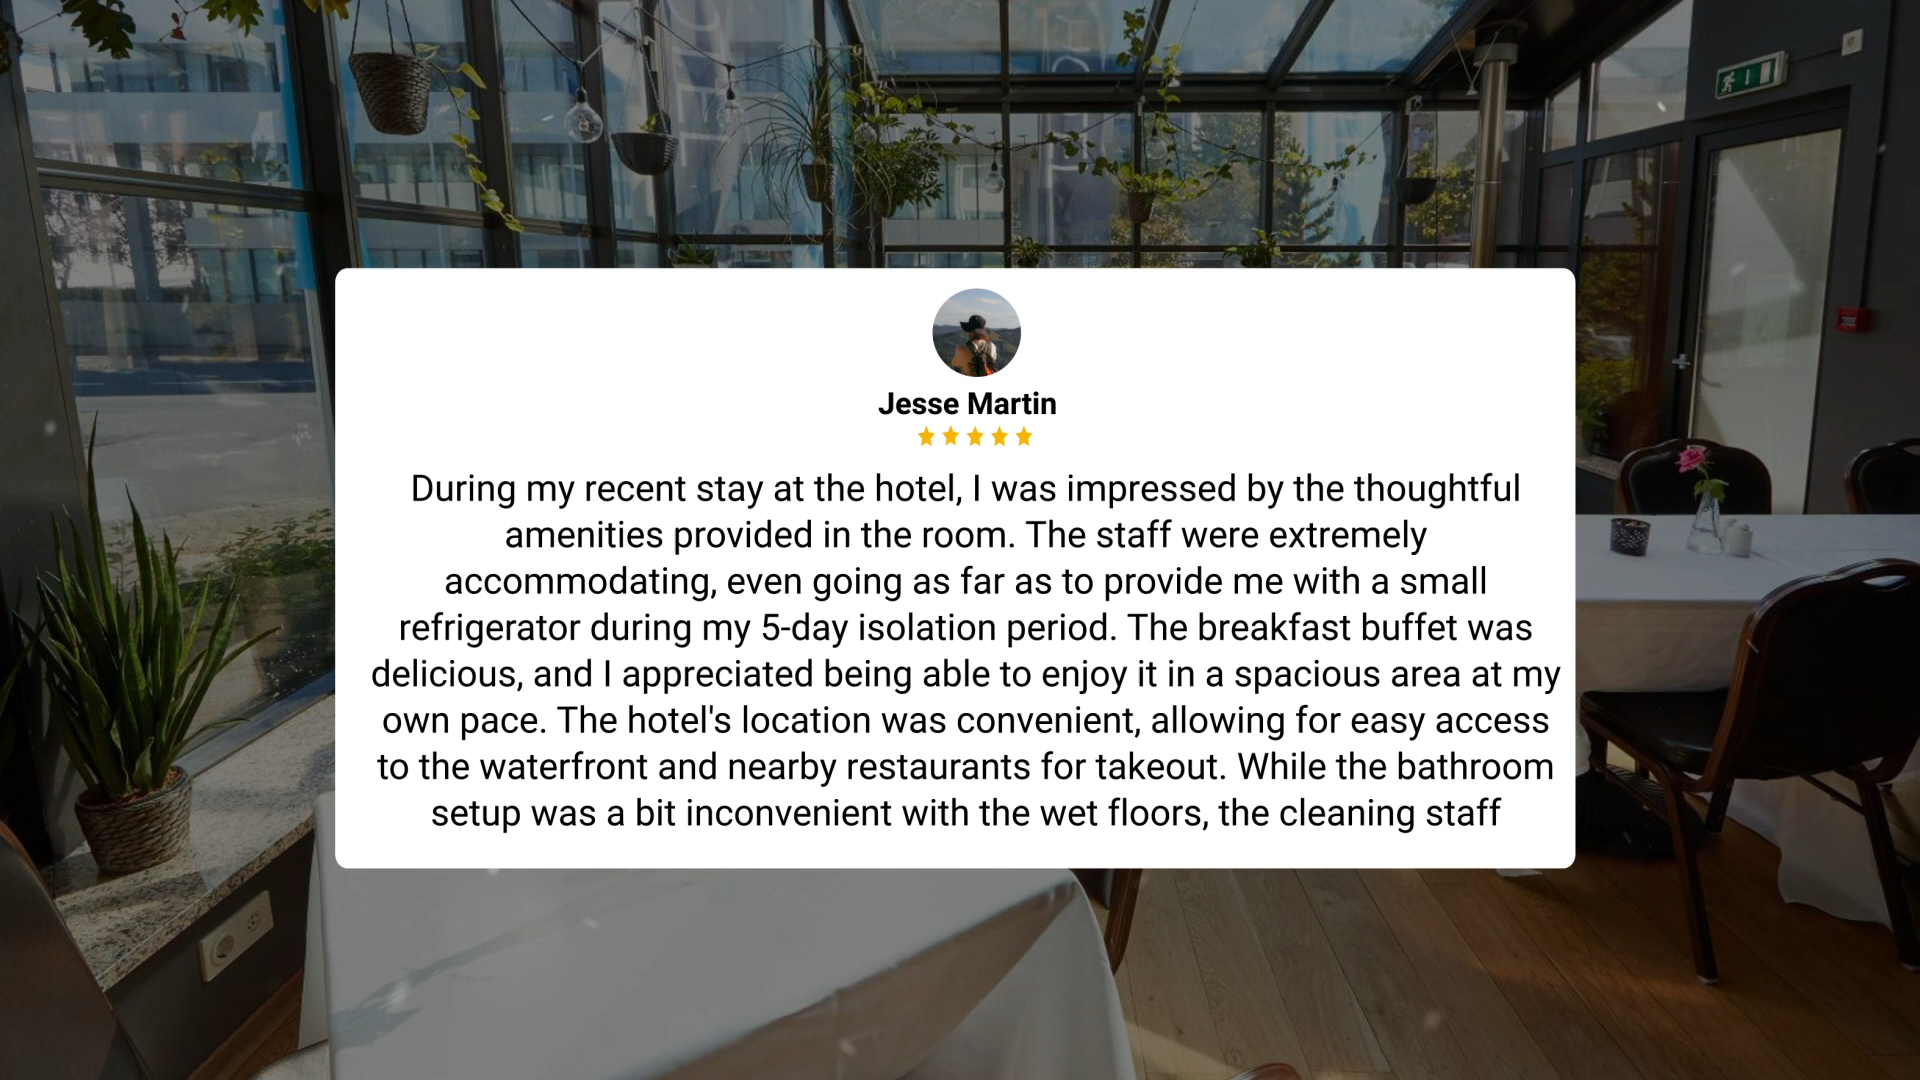 Jesse Martin
During my recent stay at the hotel, I was impressed by the thoughtful
amenities provided in the room. The staff were extremely
accommodating, even going as far as to provide me with a small
refrigerator during my 5-day isolation period. The breakfast buffet was
delicious, and I appreciated being able to enjoy it in a spacious area at my
own pace. The hotel's location was convenient, allowing for easy access
to the waterfront and nearby restaurants for takeout. While the bathroom
setup was a bit inconvenient with the wet floors, the cleaning staff